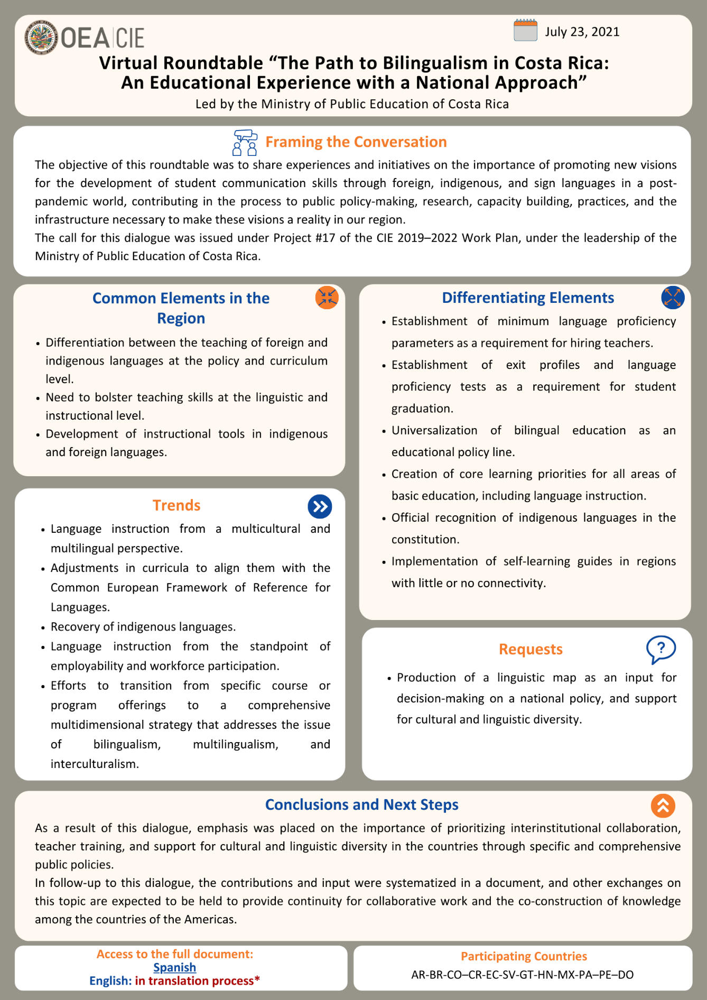 OEA|CIE
July 23, 2021
Virtual Roundtable “The Path to Bilingualism in Costa Rica:
An Educational Experience with a National Approach”
Led by the Ministry of Public Education of Costa Rica
Framing the Conversation
The objective of this roundtable was to share experiences and initiatives on the importance of promoting new visions
for the development of student communication skills through foreign, indigenous, and sign languages in a post-
pandemic world, contributing in the process to public policy-making, research, capacity building, practices, and the
infrastructure necessary to make these visions a reality in our region.
The call for this dialogue was issued under Project #17 of the CIE 2019–2022 Work Plan, under the leadership of the
Ministry of Public Education of Costa Rica.
Common Elements in the
Region
• Differentiation between the teaching of foreign and
indigenous languages at the policy and curriculum
level.
• Need to bolster teaching skills at the linguistic and
instructional level.
• Development of instructional tools in indigenous
and foreign languages.
Trends
• Language instruction from a multicultural and
multilingual perspective.
• Adjustments in curricula to align them with the
Common European Framework of Reference for
Languages.
• Recovery of indigenous languages.
• Language instruction from the standpoint of
employability and workforce participation.
• Efforts to transition from specific course or
program offerings to a comprehensive
multidimensional strategy that addresses the issue
of bilingualism, multilingualism, and
interculturalism.
Differentiating Elements
• Establishment of minimum language proficiency
parameters as a requirement for hiring teachers.
• Establishment of exit profiles and language
proficiency tests as a requirement for student
graduation.
• Universalization of bilingual education as an
educational policy line.
• Creation of core learning priorities for all areas of
basic education, including language instruction.
• Official recognition of indigenous languages in the
constitution.
• Implementation of self-learning guides in regions
with little or no connectivity.
Requests
?
• Production of a linguistic map as an input for
decision-making on a national policy, and support
for cultural and linguistic diversity.
Conclusions and Next Steps
As a result of this dialogue, emphasis was placed on the importance of prioritizing interinstitutional collaboration,
teacher training, and support for cultural and linguistic diversity in the countries through specific and comprehensive
public policies.
In follow-up to this dialogue, the contributions and input were systematized in a document, and other exchanges on
this topic are expected to be held to provide continuity for collaborative work and the co-construction of knowledge
among the countries of the Americas.
Access to the full document:
Spanish
English: in translation process*
Participating Countries
AR-BR-CO–CR-EC-SV-GT-HN-MX-PA–PE–DO